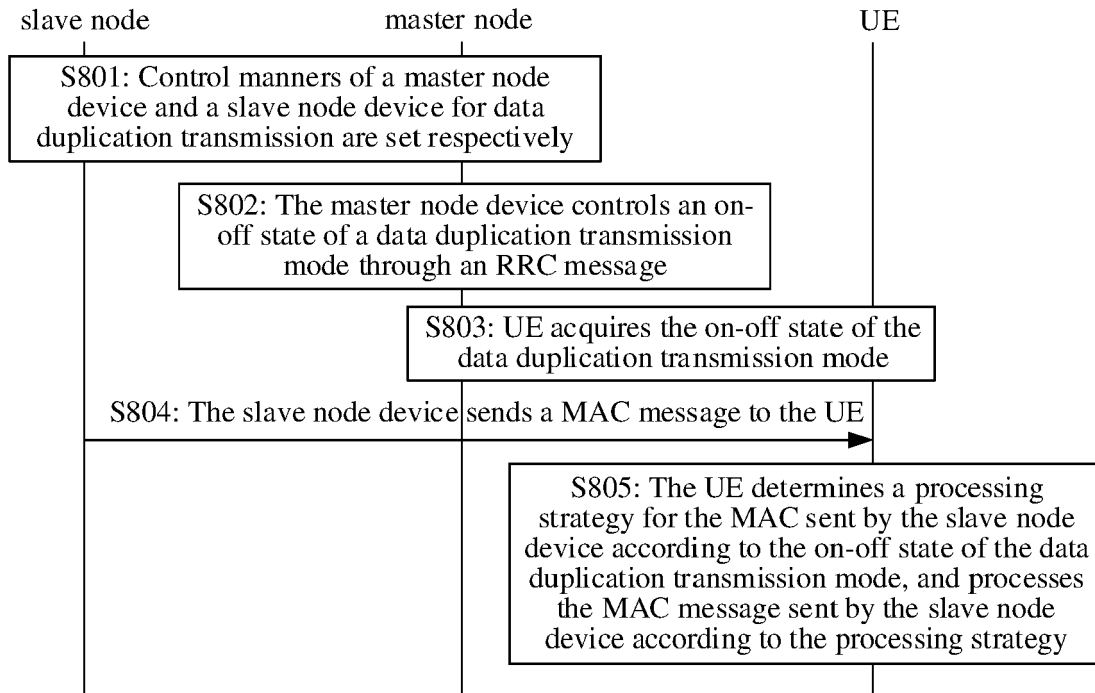 slave node
master node
UE
S801: Control manners of a master node
device and a slave node device for data
duplication transmission are set respectively
S802: The master node device controls an on-
off state of a data duplication transmission
mode through an RRC message
S803: UE acquires the on-off state of the
data duplication transmission mode
S804: The slave node device sends a MAC message to the UE
S805: The UE determines a processing
strategy for the MAC sent by the slave node
device according to the on-off state of the data
duplication transmission mode, and processes
the MAC message sent by the slave node
device according to the processing strategy